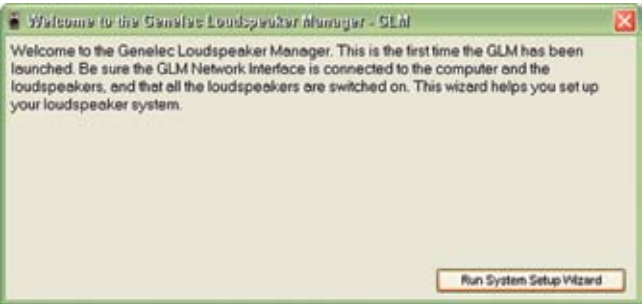 Welcome to the Genelec Loudspeaker Manager - GLM
Welcome to the Genelec Loudspeaker Manager. This is the first time the GLM has been
launched. Be sure the GLM Network Interface is connected to the computer and the
loudspeakers, and that all the loudspeakers are switched on. This wizard helps you set up
your loudspeaker system.
Run System Setup Wizard